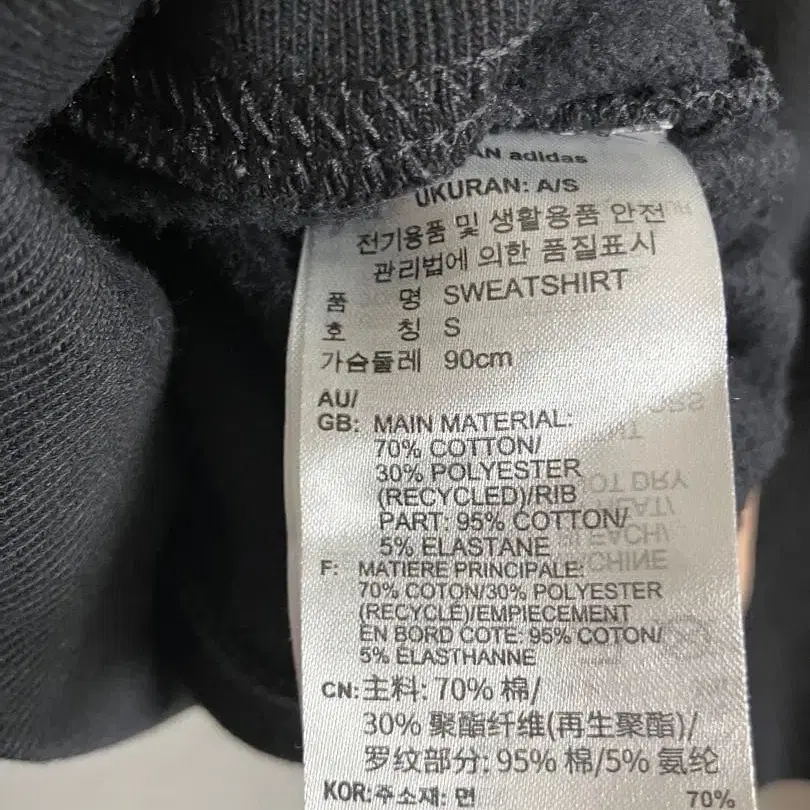 AN adidas
UKURAN: A/S
전기용품 및 생활용품 안전
관리법에 의한 품질표시
품 명 SWEATSHIRT
호 칭 S
가슴둘레 90cm
AU/
GB: MAIN MATERIAL:
70% COTTON/
30% POLYESTER
(RECYCLED)/RIB
PART: 95% COTTON/
5% ELASTANE
F: MATIERE PRINCIPALE:
70% COTON/30% POLYESTER
(RECYCLÉ)/EMPIECEMENT
EN BORD COTE: 95% COTON/
5% ÉLASTHANNE
CN: 主料: 70% 棉/
30% 聚酯纤维(再生聚酯)/
罗纹部分: 95% 棉/5% 氨纶
KOR:주소재: 면 70%